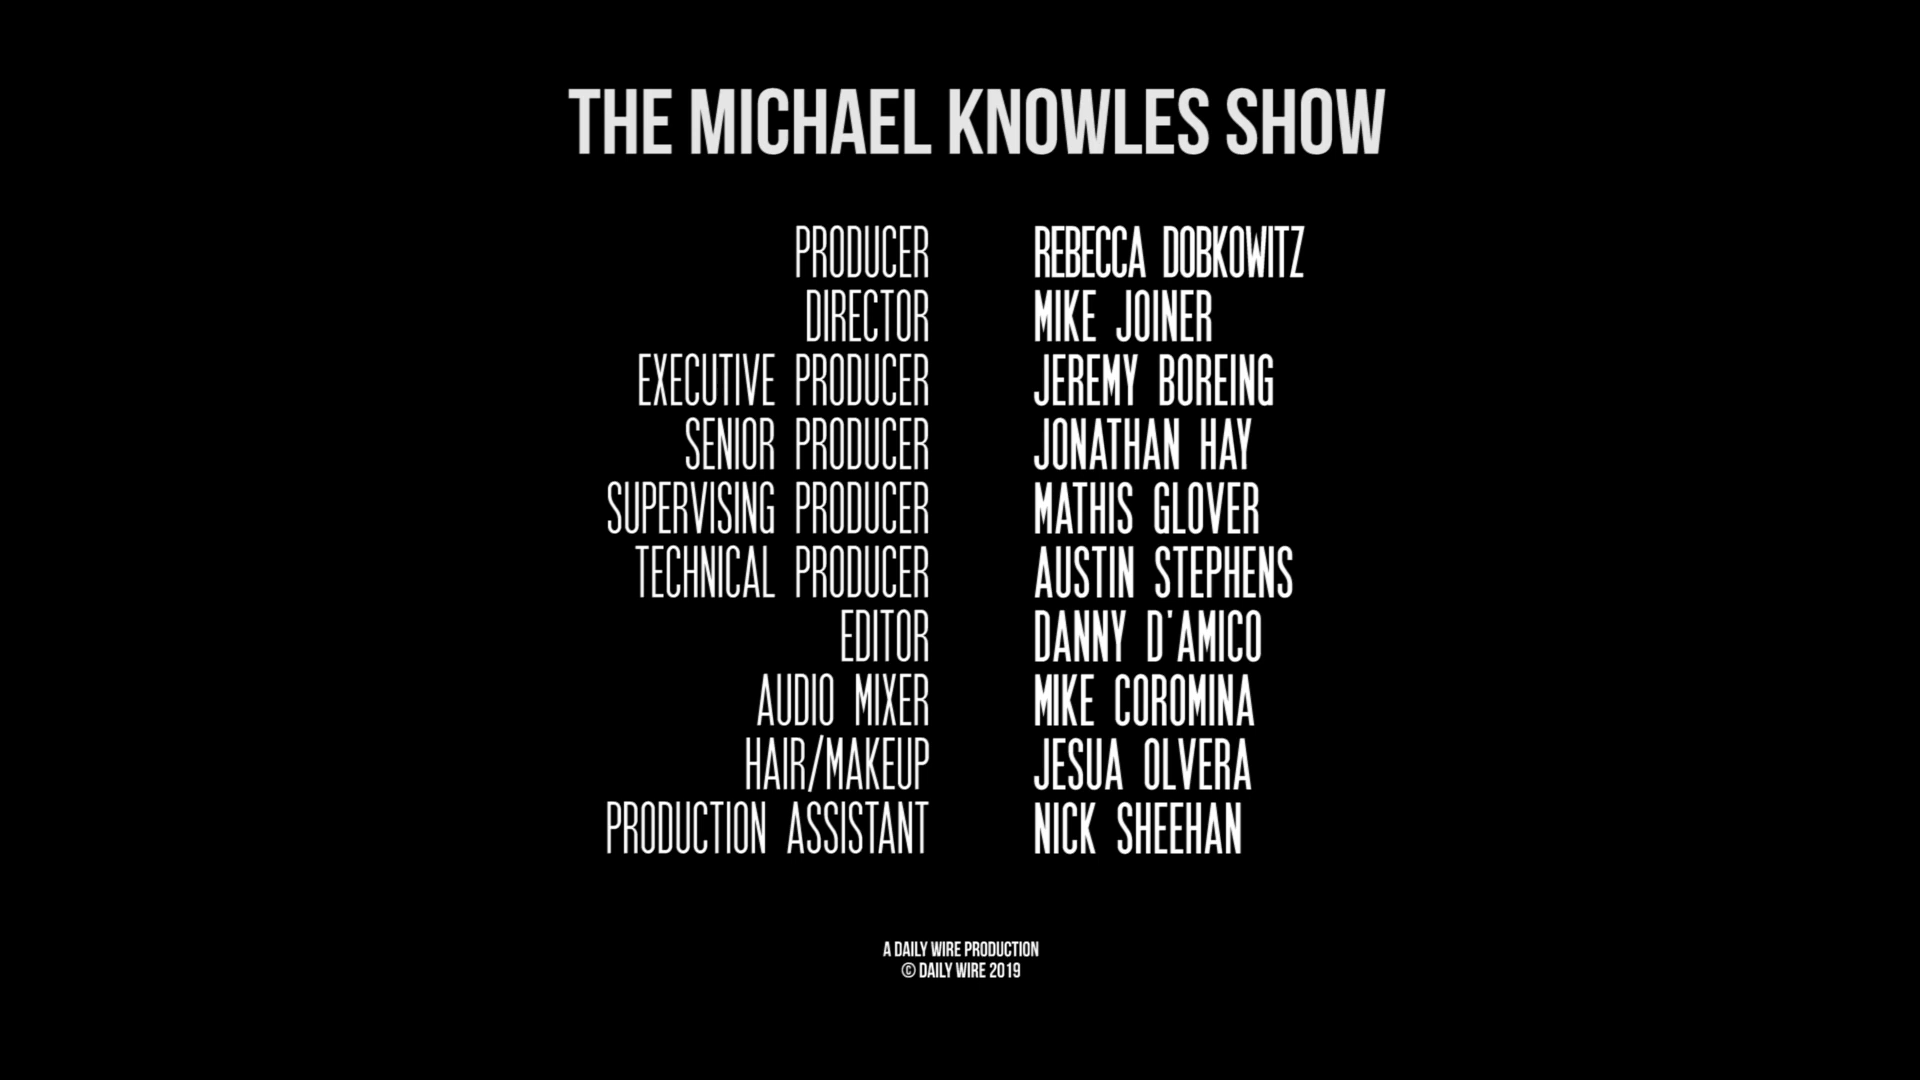 THE MICHAEL KNOWLES SHOW
PRODUCER REBECCA DOBKOWITZ
DIRECTOR MIKE JOINER
EXECUTIVE PRODUCER JEREMY BOREING
SENIOR PRODUCER JONATHAN HAY
SUPERVISING PRODUCER MATHIS GLOVER
TECHNICAL PRODUCER AUSTIN STEPHENS
EDITOR DANNY D'AMICO
AUDIO MIXER MIKE COROMINA
HAIR/MAKEUP JESUA OLVERA
PRODUCTION ASSISTANT NICK SHEEHAN
A DAILY WIRE PRODUCTION
© DAILY WIRE 2019